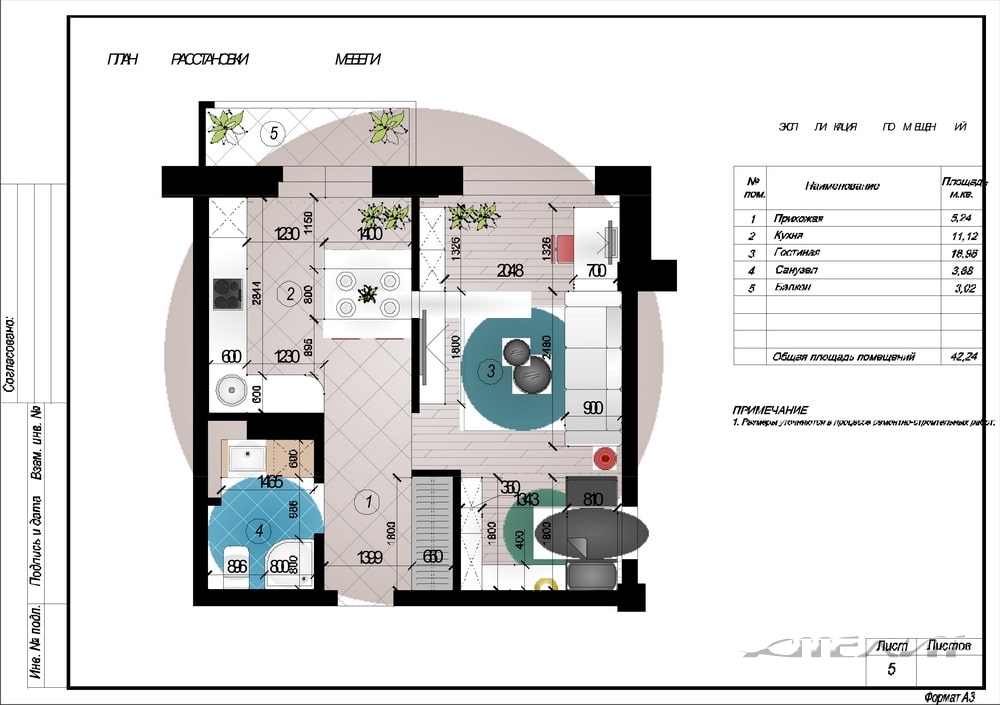 ПЛАН РАССТАНОВКИ МЕБЕЛИ
ЭКСПЛИКАЦИЯ ПОМЕЩЕНИЙ
№ пом.
Наименование
Площадь м.кв.
1 Прихожая 5,24
2 Кухня 11,12
3 Гостиная 18,98
4 Санузел 3,88
5 Балкон 3,02
Общая площадь помещений 42,24
ПРИМЕЧАНИЕ
1. Размеры уточняются в процессе ремонтно-строительных работ;
5
1230
1150
1400
1326
2048
1326
700
2844
2
800
600
1230
895
600
1800
3
2480
900
1465
600
986
4
896
800
800
1
1800
1399
650
350
1343
810
1800
400
1800
Согласовано:
Взам. инв. №
Подпись и дата
Инв. № подл.
Лист
Листов
5
Формат А3